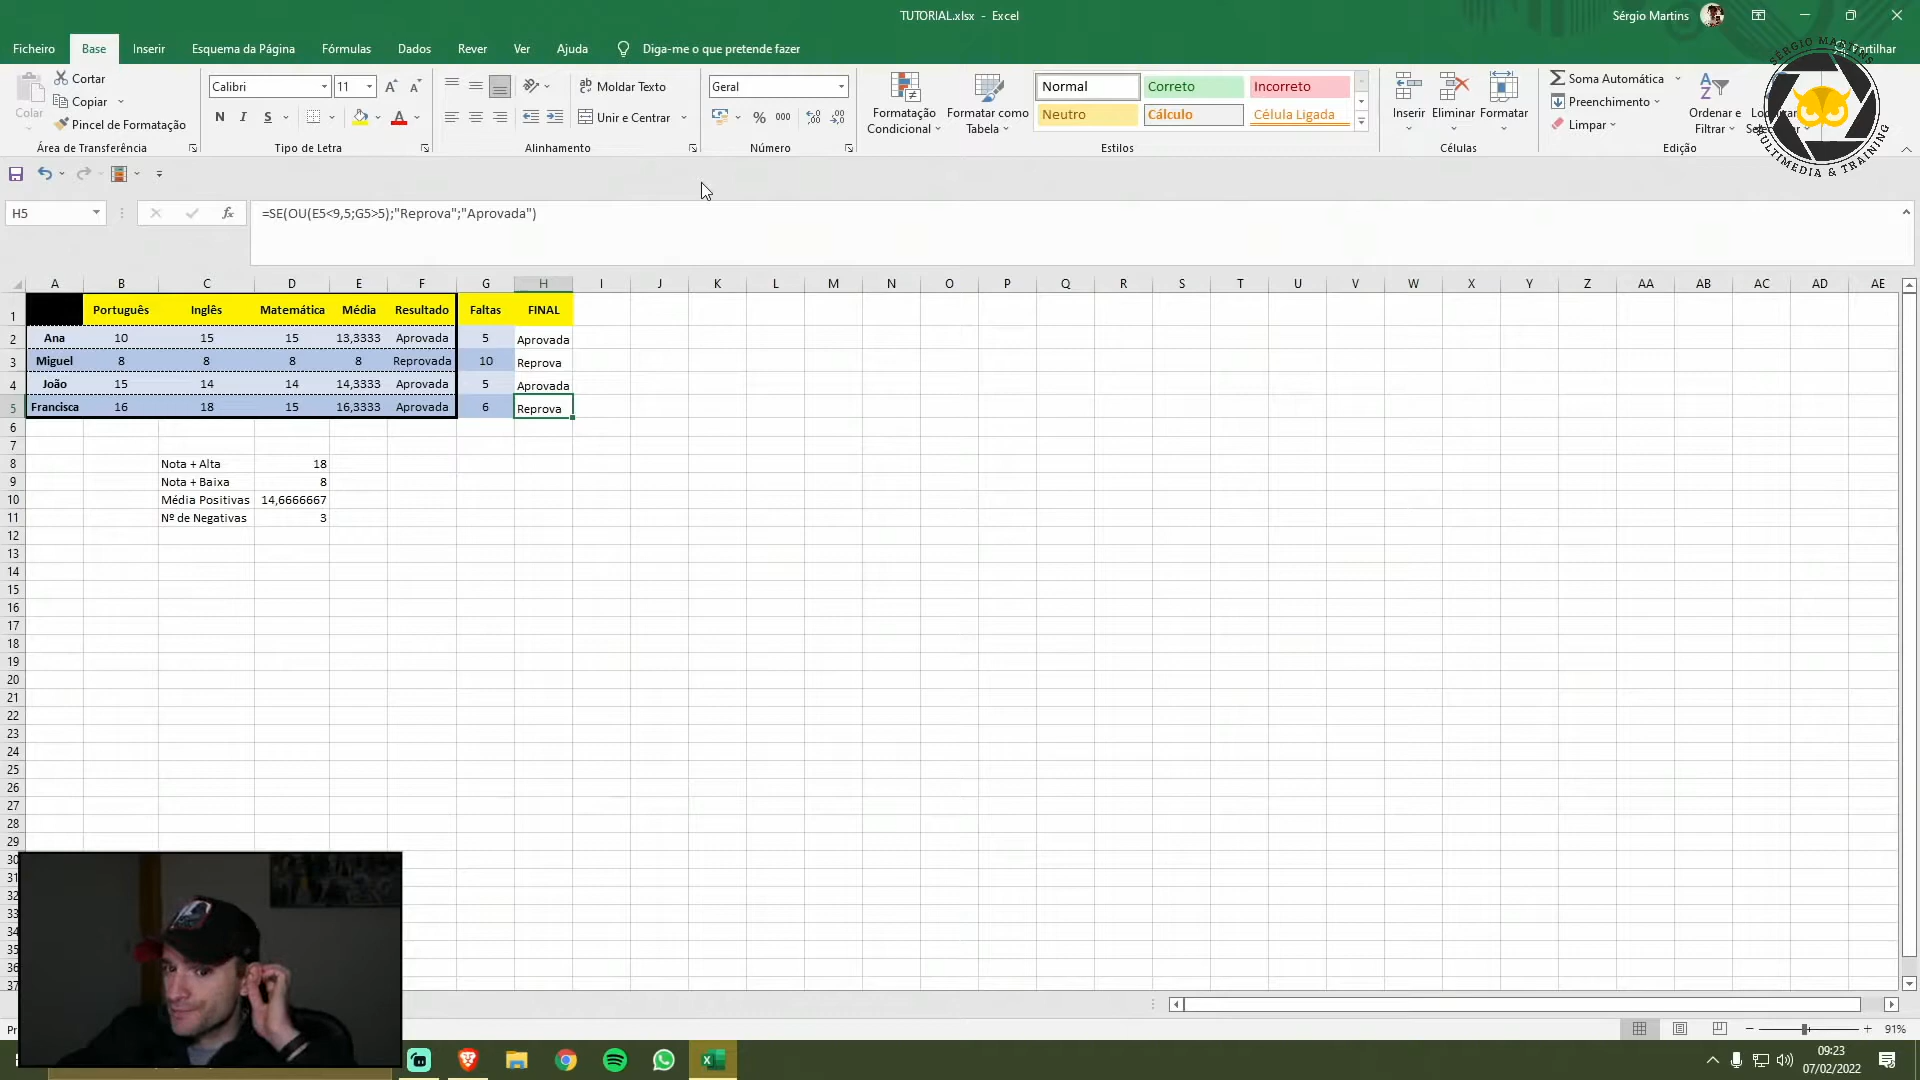 TUTORIAL.xlsx - Excel
Sérgio Martins
Ficheiro Base Inserir Esquema da Página Fórmulas Dados Rever Ver Ajuda Diga-me o que pretende fazer
Colar
Cortar
Copiar
Pincel de Formatação
Área de Transferência
Calibri 11
N I S
Tipo de Letra
Moldar Texto
Unir e Centrar
Alinhamento
Geral
% 000
Número
Formatação Condicional
Formatar como Tabela
Normal Correto Incorreto
Neutro Cálculo Célula Ligada
Estilos
Inserir Eliminar Formatar
Células
Soma Automática
Preenchimento
Limpar
Ordenar e Filtrar
Edição
SÉRGIO MARTINS
MULTIMEDIA & TRAINING
H5 fx =SE(OU(E5<9,5;G5>5);"Reprova";"Aprovada")
A B C D E F G H I J K L M N O P Q R S T U V W X Y Z AA AB AC AD AE
1 Português Inglês Matemática Média Resultado Faltas FINAL
2 Ana 10 15 15 13,3333 Aprovada 5 Aprovada
3 Miguel 8 8 8 8 Reprovada 10 Reprova
4 João 15 14 14 14,3333 Aprovada 5 Aprovada
5 Francisca 16 18 15 16,3333 Aprovada 6 Reprova
6
7
8 Nota + Alta 18
9 Nota + Baixa 8
10 Média Positivas 14,6666667
11 Nº de Negativas 3
12
13
14
15
16
17
18
19
20
21
22
23
24
25
26
27
28
29
30
31
32
33
34
35
36
37
91%
09:23
07/02/2022